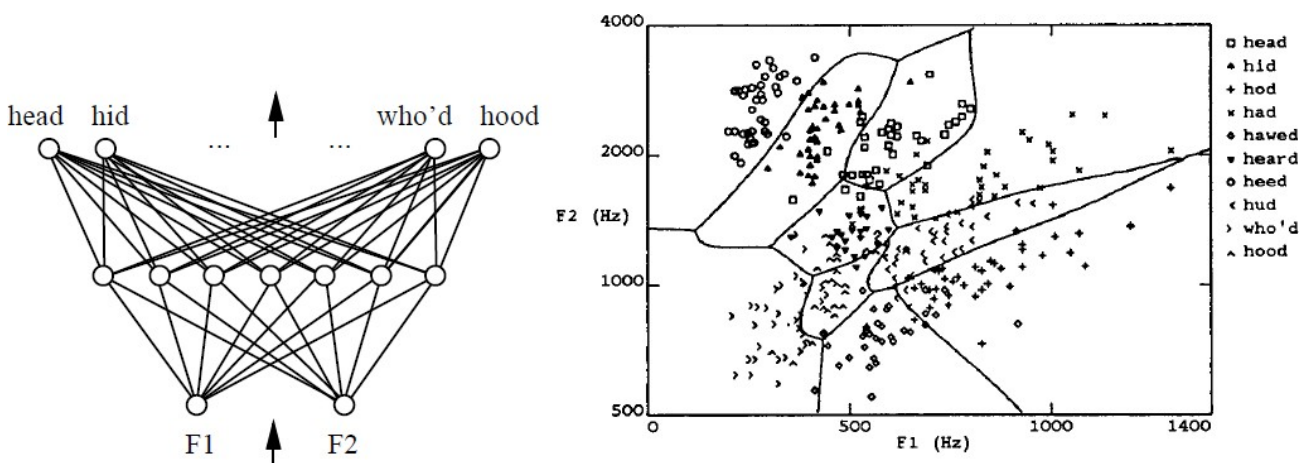 head hid who'd hood
... ...
F1 F2
4000
2000
F2 (Hz)
1000
500
0 500 1000 1400
F1 (Hz)
head
hid
hod
had
hawed
heard
heed
hud
who'd
hood